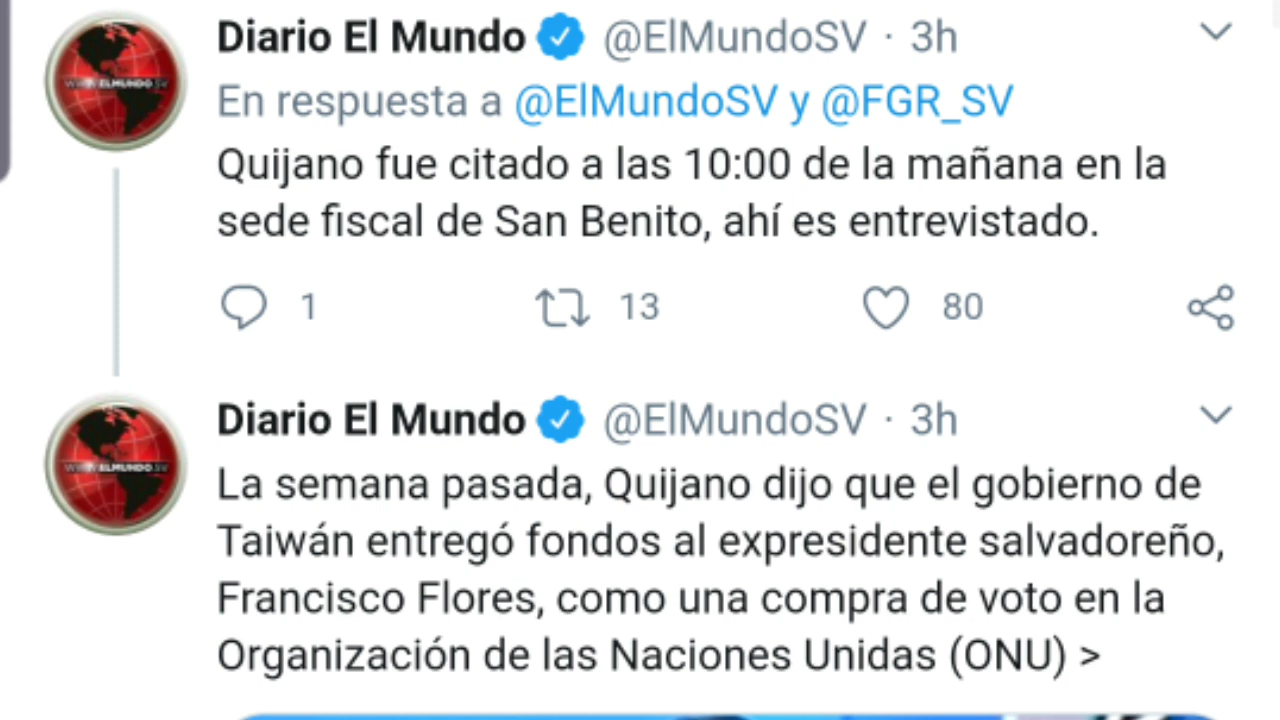 Diario El Mundo @ElMundoSV · 3h
En respuesta a @ElMundoSV y @FGR_SV
Quijano fue citado a las 10:00 de la mañana en la
sede fiscal de San Benito, ahí es entrevistado.
1 13 80
Diario El Mundo @ElMundoSV · 3h
La semana pasada, Quijano dijo que el gobierno de
Taiwán entregó fondos al expresidente salvadoreño,
Francisco Flores, como una compra de voto en la
Organización de las Naciones Unidas (ONU) >